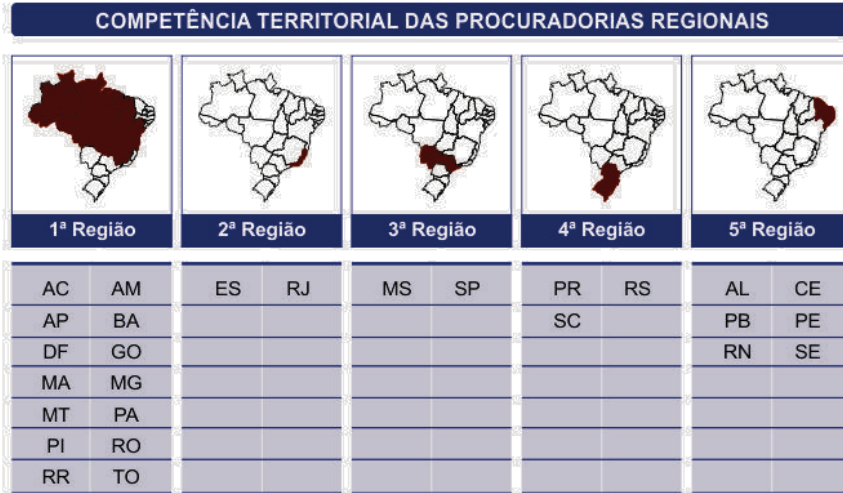 COMPETÊNCIA TERRITORIAL DAS PROCURADORIAS REGIONAIS
1ª Região 2ª Região 3ª Região 4ª Região 5ª Região
AC AM ES RJ MS SP PR RS AL CE
AP BA SC PB PE
DF GO RN SE
MA MG
MT PA
PI RO
RR TO